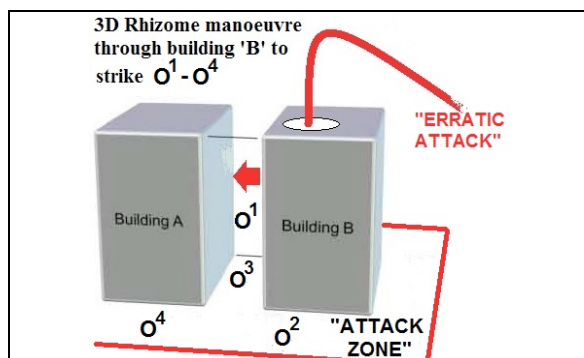 3D Rhizome manoeuvre
through building 'B' to
strike O¹-O⁴
"ERRATIC
ATTACK"
Building A
O¹
Building B
O³
O⁴
O²
"ATTACK
ZONE"